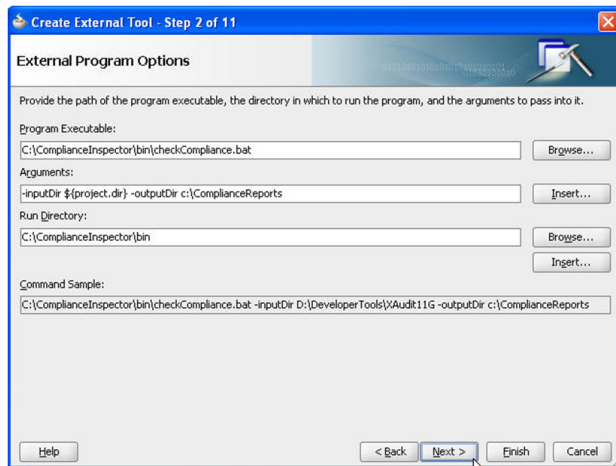 Create External Tool - Step 2 of 11
External Program Options
Provide the path of the program executable, the directory in which to run the program, and the arguments to pass into it.
Program Executable:
C:\ComplianceInspector\bin\checkCompliance.bat
Browse...
Arguments:
-inputDir ${project.dir} -outputDir c:\ComplianceReports
Insert...
Run Directory:
C:\ComplianceInspector\bin
Browse...
Insert...
Command Sample:
C:\ComplianceInspector\bin\checkCompliance.bat -inputDir D:\DeveloperTools\XAudit11G -outputDir c:\ComplianceReports
Help
< Back
Next >
Finish
Cancel